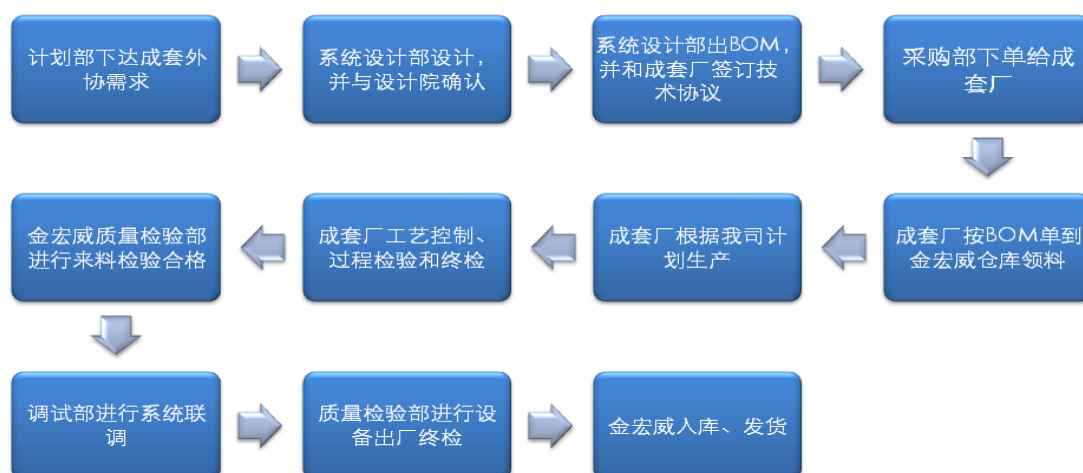 计划部下达成套外
协需求
系统设计部设计，
并与设计院确认
系统设计部出BOM，
并和成套厂签订技
术协议
采购部下单给成
套厂
成套厂按BOM单到
金宏威仓库领料
成套厂根据我司计
划生产
成套厂工艺控制、
过程检验和终检
金宏威质量检验部
进行来料检验合格
调试部进行系统联
调
质量检验部进行设
备出厂终检
金宏威入库、发货